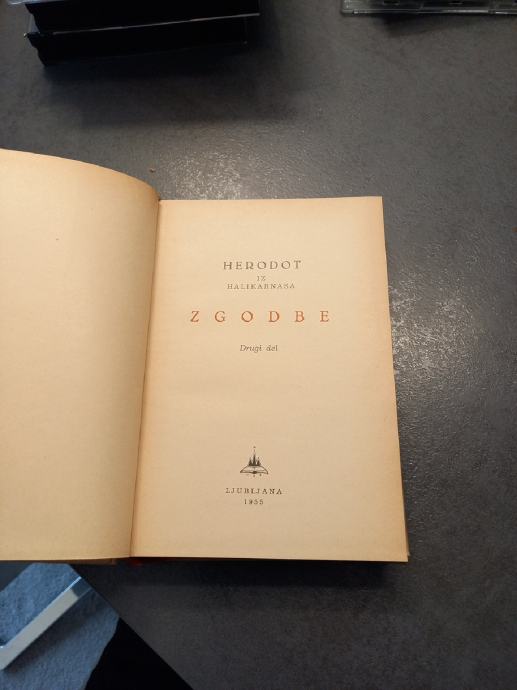 HERODOT
IZ
HALIKARNASA
ZGODBE
Drugi del
LJUBLJANA
1955